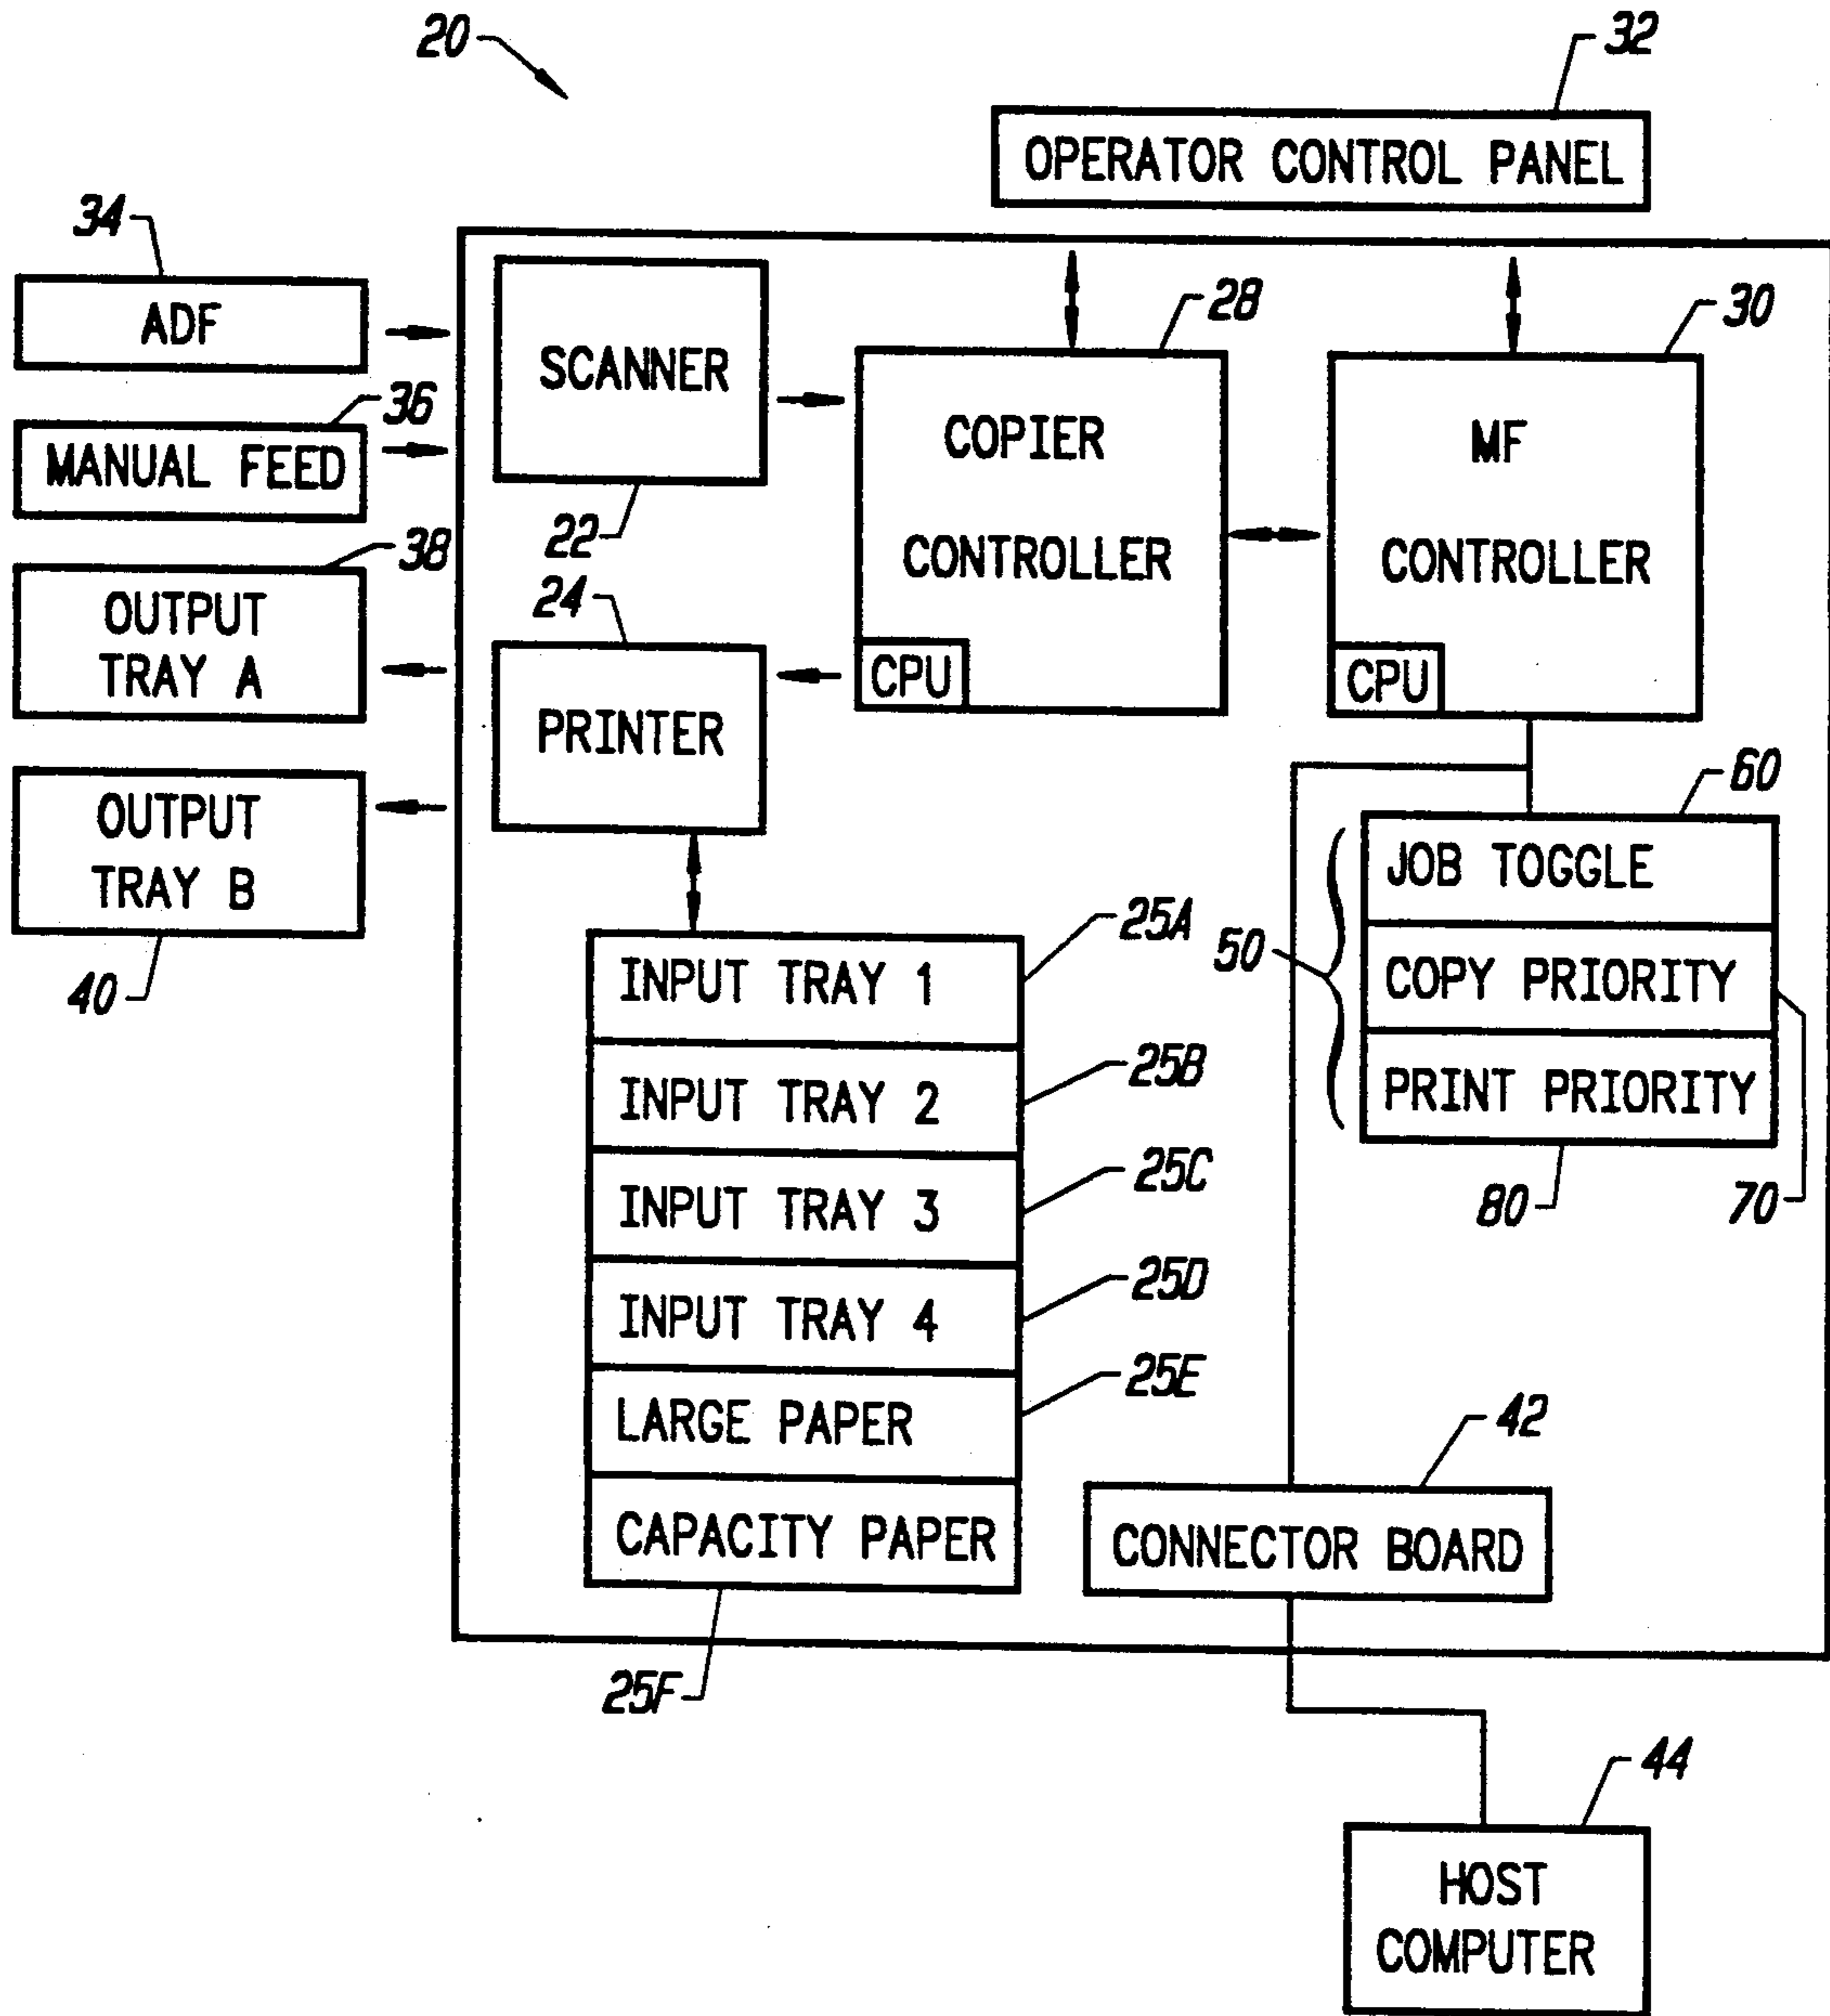 20
32
OPERATOR CONTROL PANEL
34
ADF
36
MANUAL FEED
38
OUTPUT
TRAY A
OUTPUT
TRAY B
40
SCANNER
22
24
PRINTER
28
COPIER
CONTROLLER
CPU
30
MF
CONTROLLER
CPU
60
JOB TOGGLE
50
COPY PRIORITY
PRINT PRIORITY
70
80
25A
INPUT TRAY 1
25B
INPUT TRAY 2
25C
INPUT TRAY 3
25D
INPUT TRAY 4
25E
LARGE PAPER
CAPACITY PAPER
25F
42
CONNECTOR BOARD
44
HOST
COMPUTER